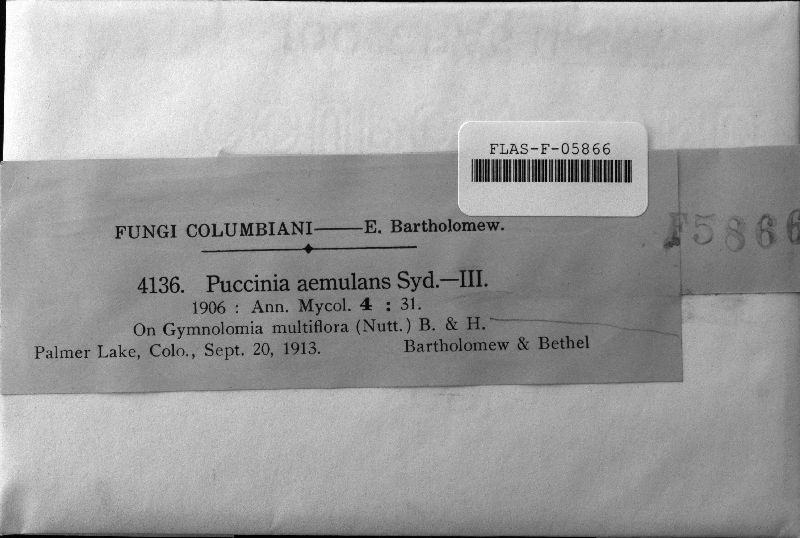 FLAS-F-05866
FUNGI COLUMBIANI—E. Bartholomew.
F5866
4136. Puccinia aemulans Syd.—III.
1906 : Ann. Mycol. 4 : 31.
On Gymnolomia multiflora (Nutt.) B. & H.
Palmer Lake, Colo., Sept. 20, 1913. Bartholomew & Bethel